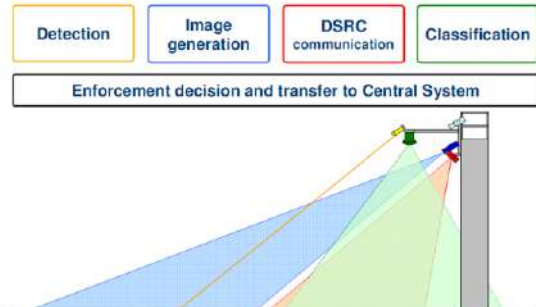 Detection
Image
generation
DSRC
communication
Classification
Enforcement decision and transfer to Central System